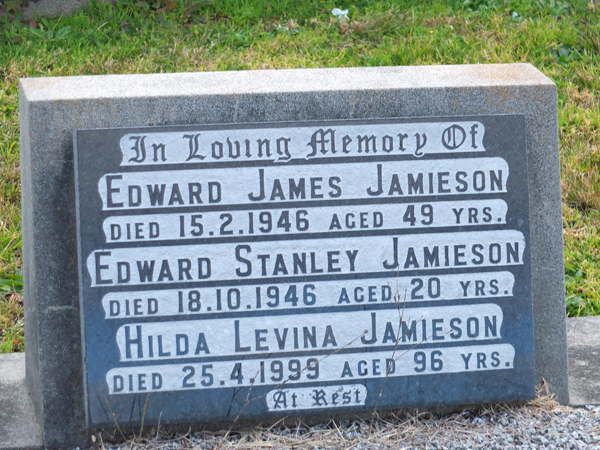 In Loving Memory Of
EDWARD JAMES JAMIESON
DIED 15.2.1946 AGED 49 YRS.
EDWARD STANLEY JAMIESON
DIED 18.10.1946 AGED 20 YRS.
HILDA LEVINA JAMIESON
DIED 25.4.1999 AGED 96 YRS.
At Rest